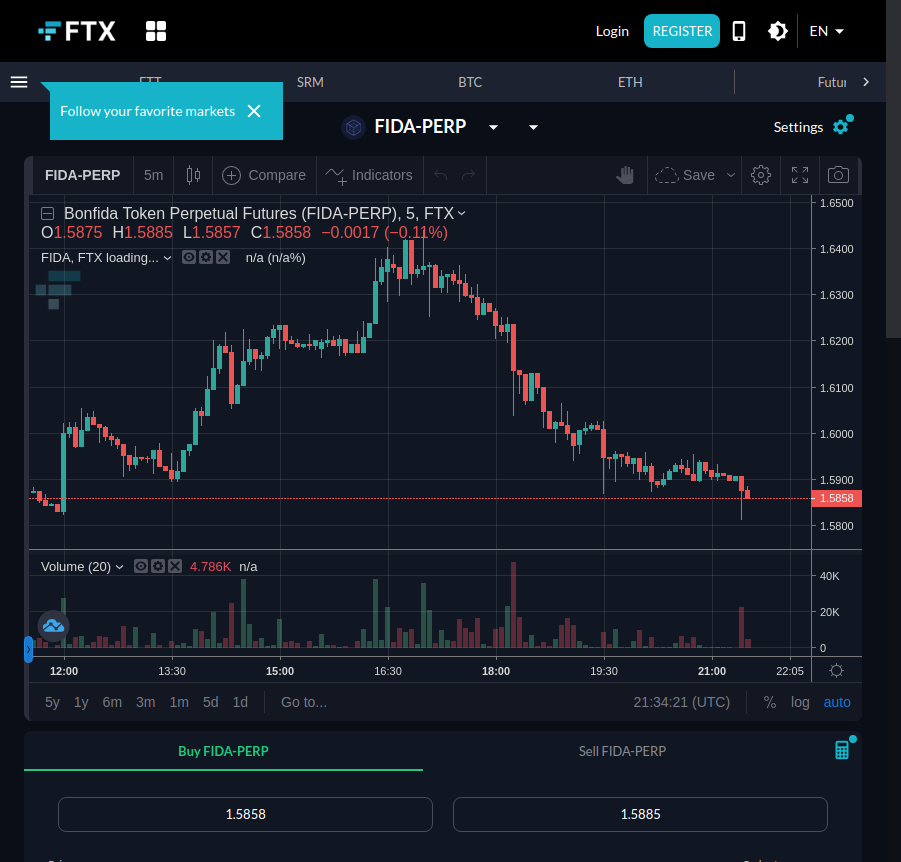 FTX
Login
REGISTER
EN
FTT
SRM
BTC
ETH
Futur
Follow your favorite markets
FIDA-PERP
Settings
FIDA-PERP
5m
Compare
Indicators
Save
Bonfida Token Perpetual Futures (FIDA-PERP), 5, FTX
O1.5875 H1.5885 L1.5857 C1.5858 −0.0017 (−0.11%)
FIDA, FTX loading... n/a (n/a%)
1.6500
1.6400
1.6300
1.6200
1.6100
1.6000
1.5900
1.5858
1.5800
Volume (20) 4.786K n/a
40K
20K
0
12:00 13:30 15:00 16:30 18:00 19:30 21:00 22:05
5y 1y 6m 3m 1m 5d 1d Go to... 21:34:21 (UTC) % log auto
Buy FIDA-PERP
Sell FIDA-PERP
1.5858
1.5885